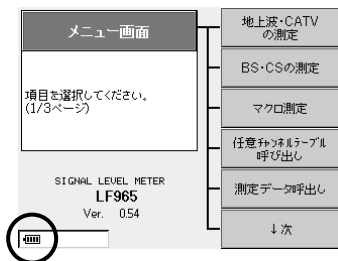 メニュー画面
項目を選択してください。
(1/3ページ)
SIGNAL LEVEL METER
LF965
Ver. 0.54
地上波・CATV
の測定
BS・CSの測定
マクロ測定
任意ﾁｬﾝﾈﾙﾃｰﾌﾞﾙ
呼び出し
測定データ呼出し
↓次